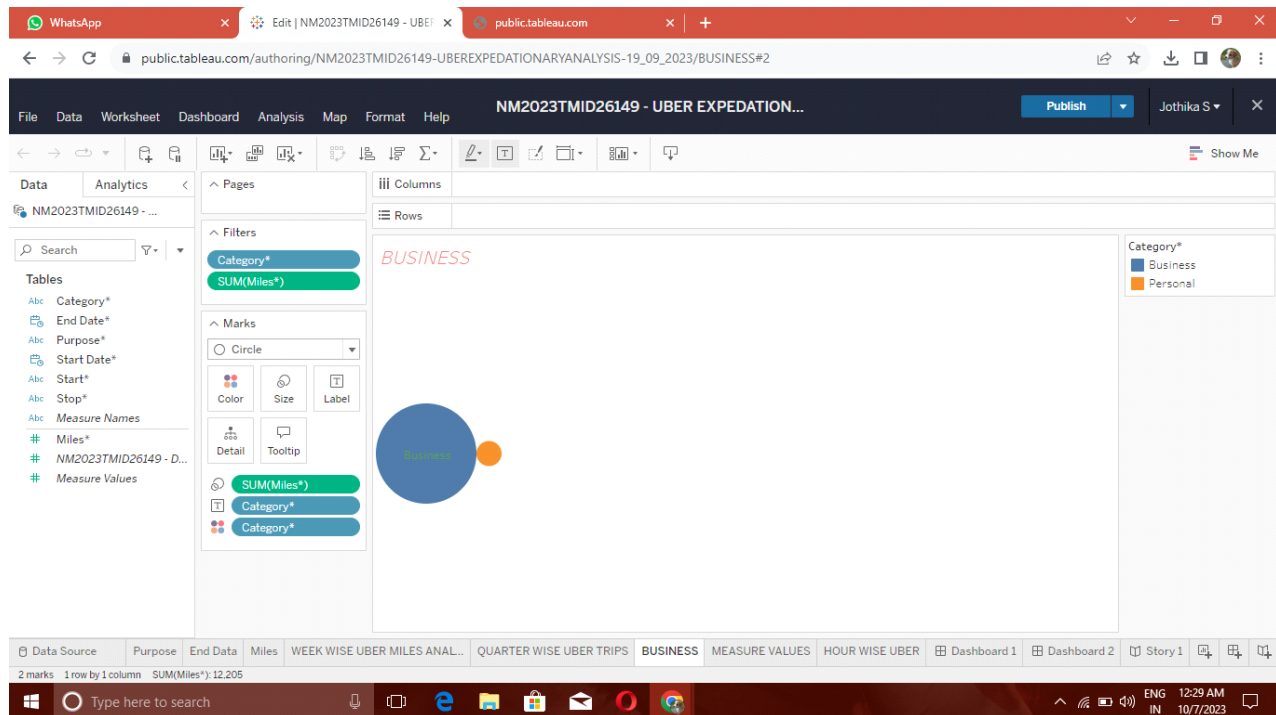 WhatsApp
Edit | NM2023TMID26149 - UBER
public.tableau.com
public.tableau.com/authoring/NM2023TMID26149-UBEREXPEDATIONARYANALYSIS-19_09_2023/BUSINESS#2
NM2023TMID26149 - UBER EXPEDATION...
Publish
Jothika S
File Data Worksheet Dashboard Analysis Map Format Help
Show Me
Data Analytics
NM2023TMID26149 - ...
Search
Tables
Abc Category*
End Date*
Abc Purpose*
Start Date*
Abc Start*
Abc Stop*
Abc Measure Names
# Miles*
# NM2023TMID26149 - D...
# Measure Values
Pages
Filters
Category*
SUM(Miles*)
Marks
Circle
Color Size Label
Detail Tooltip
SUM(Miles*)
Category*
Category*
Columns
Rows
BUSINESS
Business
Category*
Business
Personal
Data Source Purpose End Data Miles WEEK WISE UBER MILES ANAL... QUARTER WISE UBER TRIPS BUSINESS MEASURE VALUES HOUR WISE UBER Dashboard 1 Dashboard 2 Story 1
2 marks 1 row by 1 column SUM(Miles*): 12,205
Type here to search
ENG 12:29 AM
IN 10/7/2023